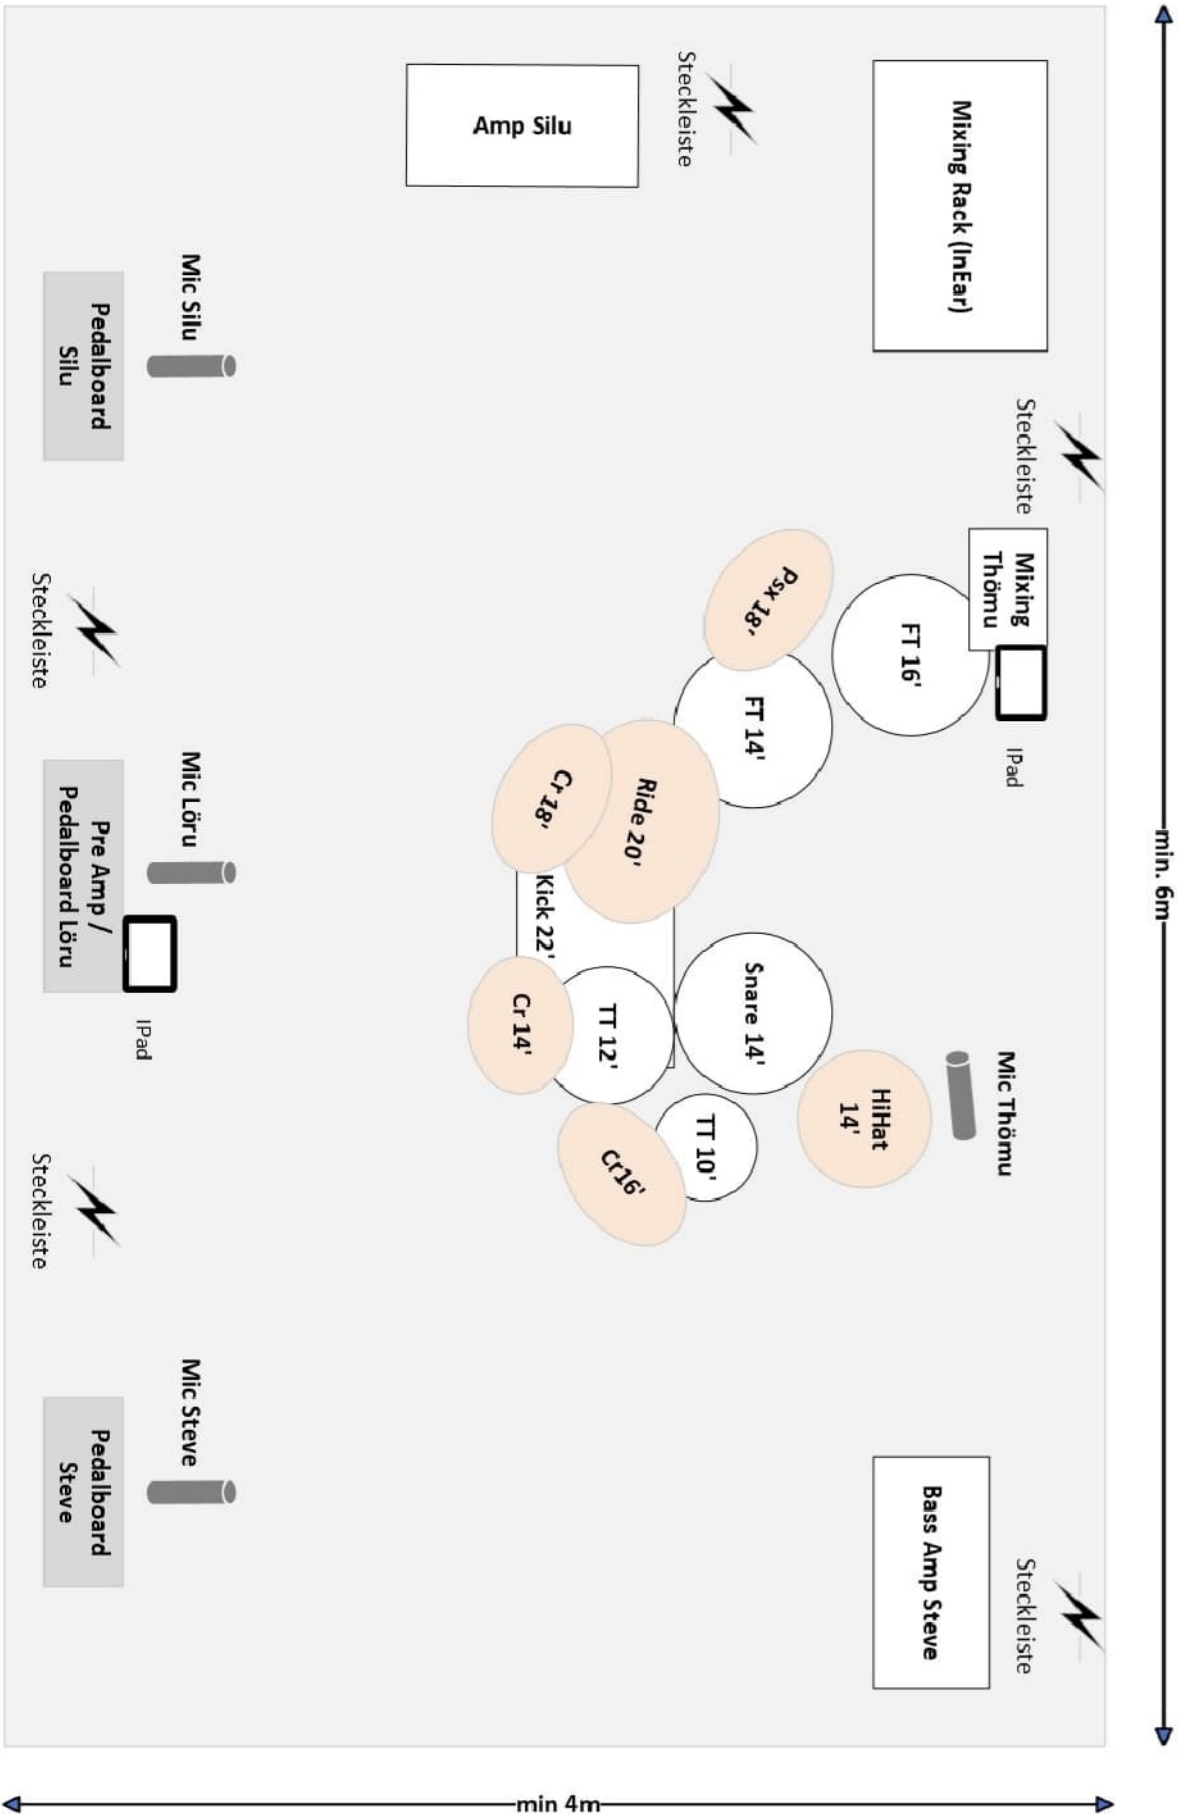 min. 6m
Mixing Rack (InEar)
Steckleiste
Mixing
Thömu
IPad
Mic Thömu
Steckleiste
Bass Amp Steve
FT 16'
HiHat
14'
Steckleiste
Amp Silu
Psx 18'
FT 14'
Snare 14'
TT 10'
Ride 20'
Cr 18'
Kick 22'
TT 12'
Cr 14'
Cr16'
Mic Silu
Mic Löru
Mic Steve
IPad
Pedalboard
Silu
Steckleiste
Pre Amp /
Pedalboard Löru
Steckleiste
Pedalboard
Steve
min 4m